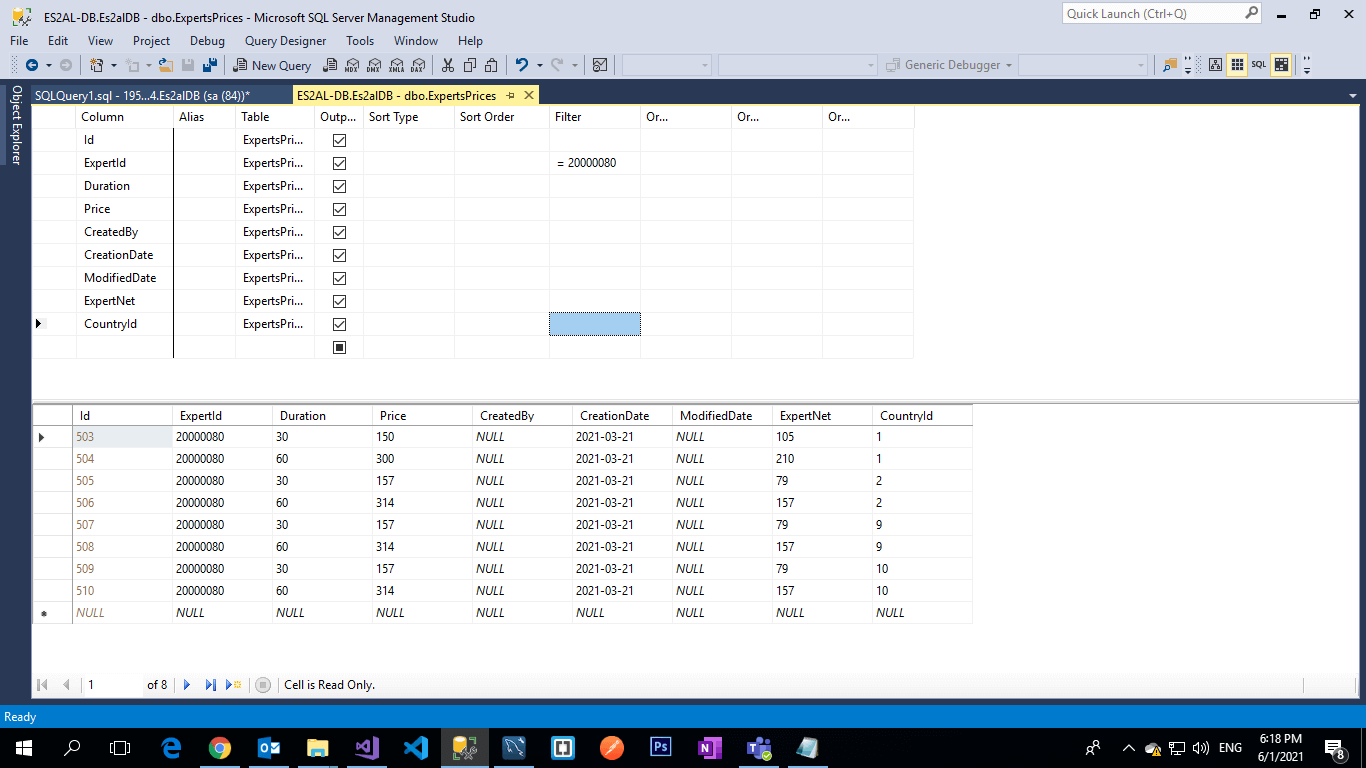 ES2AL-DB.Es2alDB - dbo.ExpertsPrices - Microsoft SQL Server Management Studio
Quick Launch (Ctrl+Q)
File Edit View Project Debug Query Designer Tools Window Help
New Query MDX DMX XMLA DAX Generic Debugger SQL
SQLQuery1.sql - 195...4.Es2alDB (sa (84))* ES2AL-DB.Es2alDB - dbo.ExpertsPrices
Object Explorer
Column Alias Table Outp... Sort Type Sort Order Filter Or... Or... Or...
Id ExpertsPri...
ExpertId ExpertsPri... = 20000080
Duration ExpertsPri...
Price ExpertsPri...
CreatedBy ExpertsPri...
CreationDate ExpertsPri...
ModifiedDate ExpertsPri...
ExpertNet ExpertsPri...
CountryId ExpertsPri...
Id ExpertId Duration Price CreatedBy CreationDate ModifiedDate ExpertNet CountryId
503 20000080 30 150 NULL 2021-03-21 NULL 105 1
504 20000080 60 300 NULL 2021-03-21 NULL 210 1
505 20000080 30 157 NULL 2021-03-21 NULL 79 2
506 20000080 60 314 NULL 2021-03-21 NULL 157 2
507 20000080 30 157 NULL 2021-03-21 NULL 79 9
508 20000080 60 314 NULL 2021-03-21 NULL 157 9
509 20000080 30 157 NULL 2021-03-21 NULL 79 10
510 20000080 60 314 NULL 2021-03-21 NULL 157 10
NULL NULL NULL NULL NULL NULL NULL NULL NULL
1 of 8 Cell is Read Only.
Ready
Ps N ENG 6:18 PM
6/1/2021 8